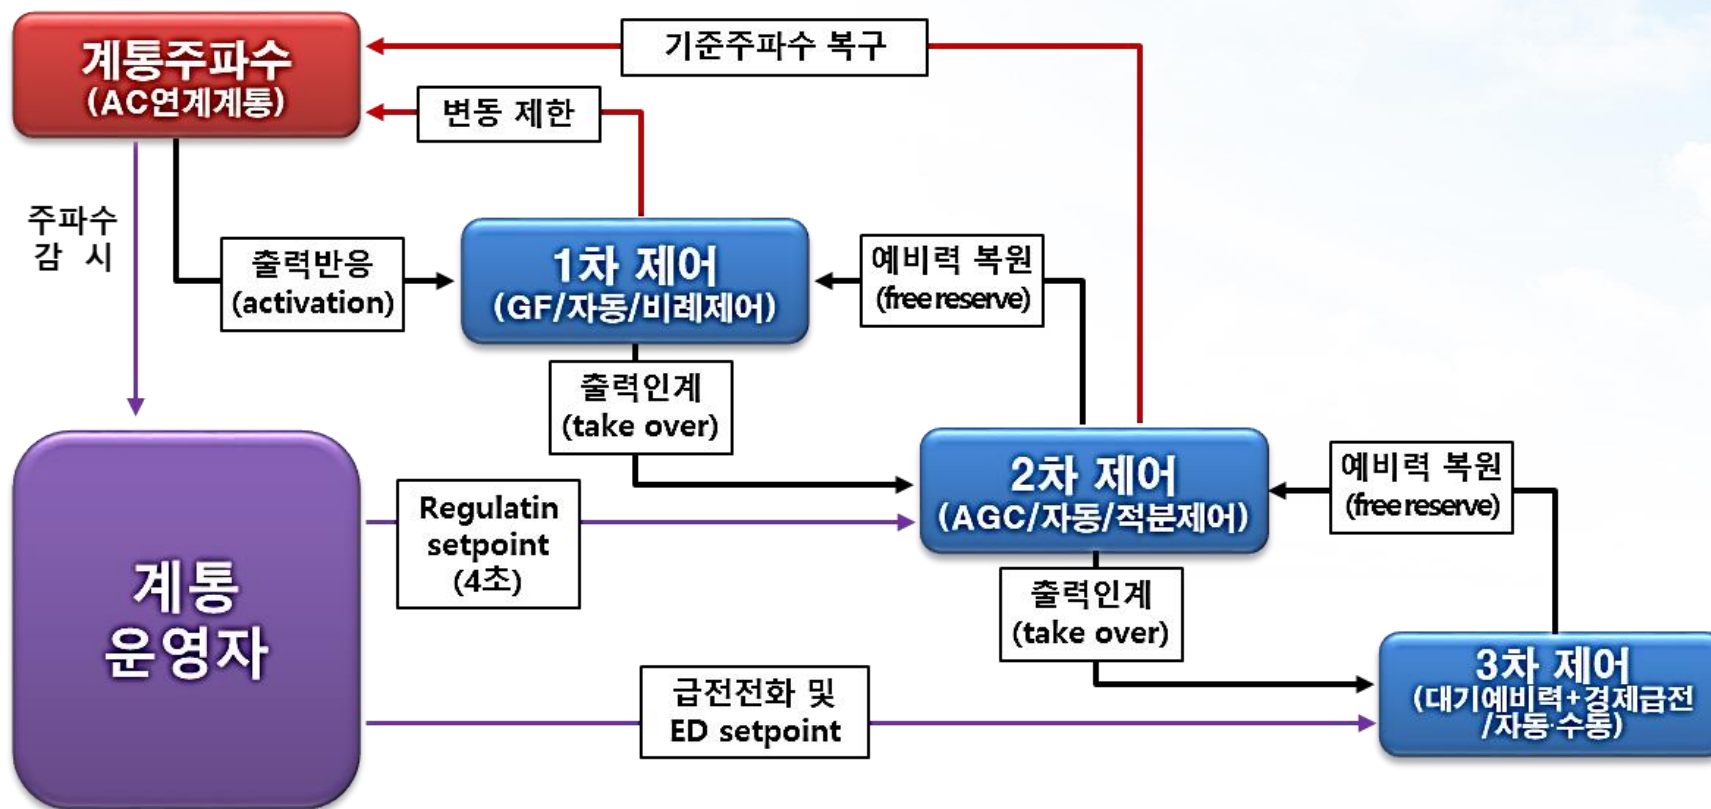 계통주파수
(AC연계계통)
기준주파수 복구
변동 제한
주파수
감 시
출력반응
(activation)
1차 제어
(GF/자동/비례제어)
예비력 복원
(free reserve)
출력인계
(take over)
2차 제어
(AGC/자동/적분제어)
예비력 복원
(free reserve)
Regulatin
setpoint
(4초)
계통
운영자
출력인계
(take over)
3차 제어
(대기예비력+경제급전
/자동·수동)
급전전화 및
ED setpoint